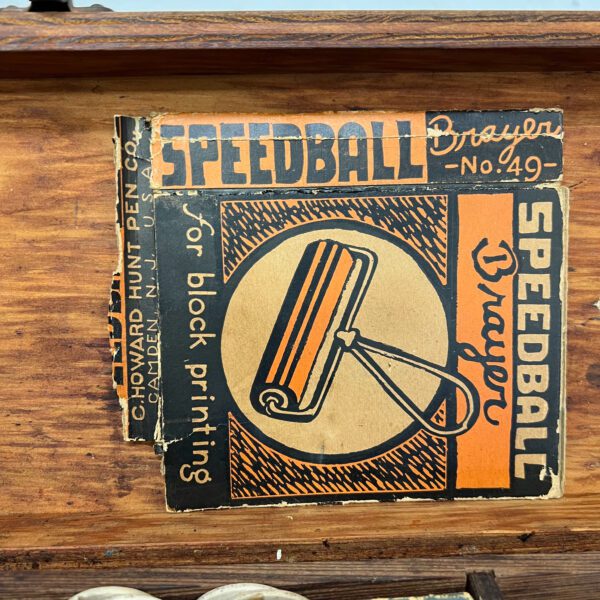 SPEEDBALL
Brayer
-No. 49-
C. HOWARD HUNT PEN CO.
CAMDEN, N. J. U.S.A.
for block printing
SPEEDBALL
Brayer